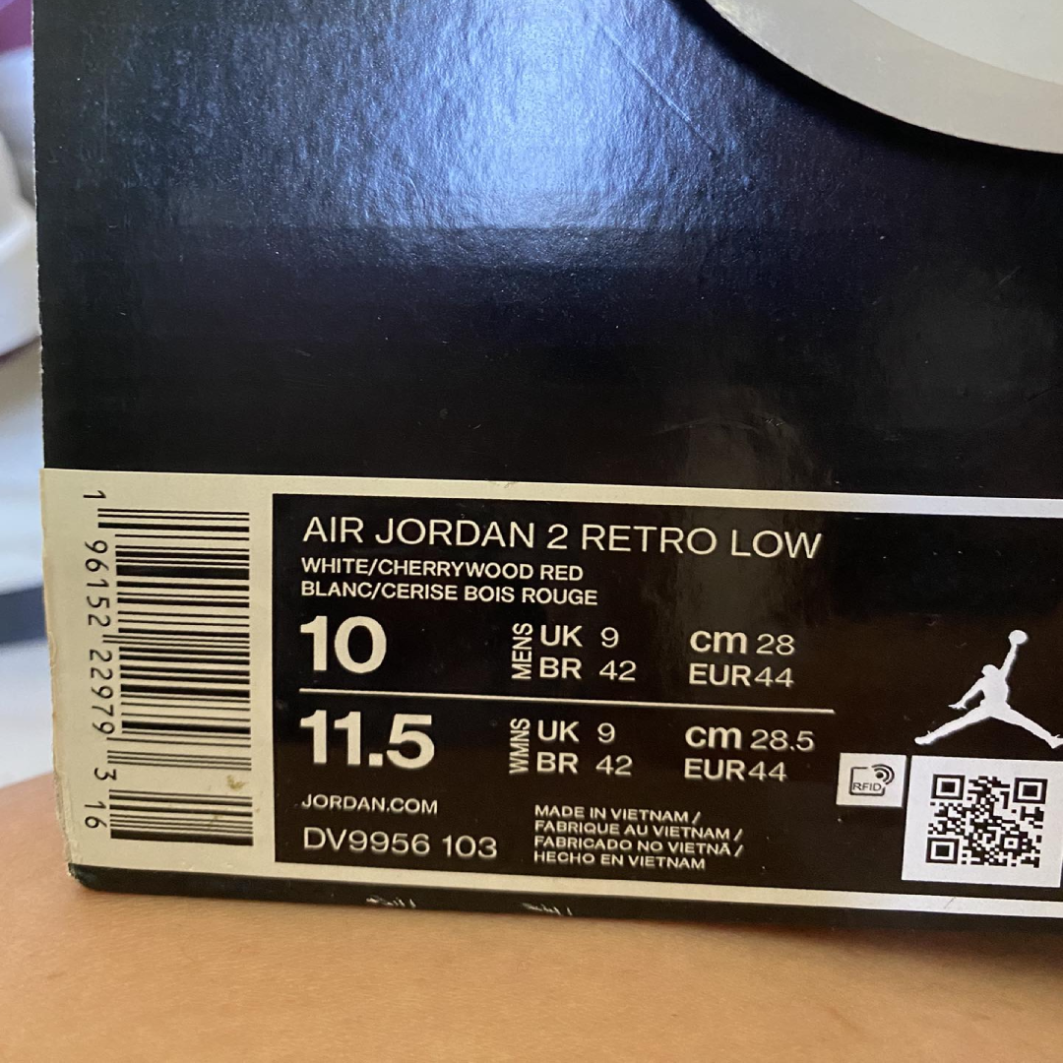 AIR JORDAN 2 RETRO LOW
WHITE/CHERRYWOOD RED
BLANC/CERISE BOIS ROUGE
10 MENS UK 9 cm 28
BR 42 EUR 44
11.5 WMNS UK 9 cm 28.5
BR 42 EUR 44
JORDAN.COM
DV9956 103
MADE IN VIETNAM /
FABRIQUE AU VIETNAM /
FABRICADO NO VIETNÃ /
HECHO EN VIETNAM
RFID
1 96152 22979 3 16